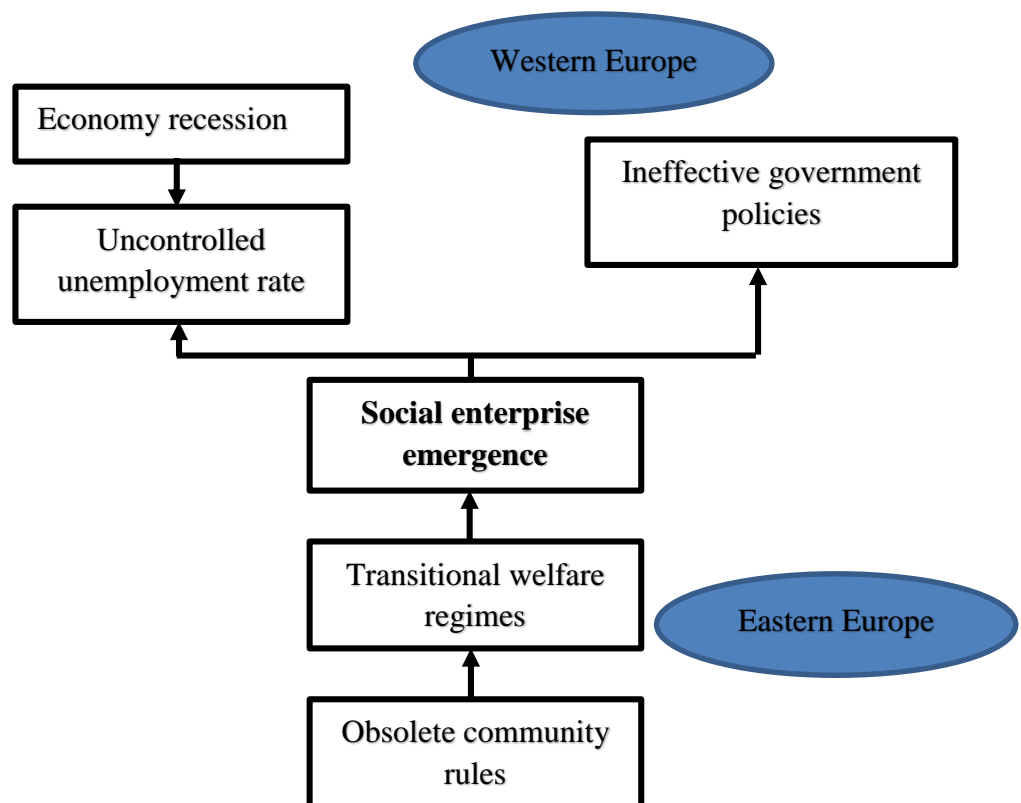 Western Europe
Economy recession
Ineffective government
policies
Uncontrolled
unemployment rate
Social enterprise
emergence
Transitional welfare
regimes
Eastern Europe
Obsolete community
rules